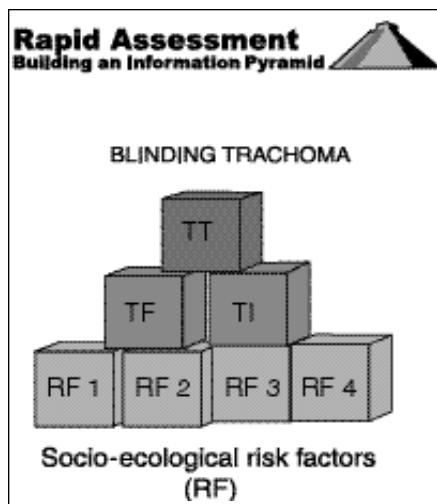 Rapid Assessment
Building an Information Pyramid
BLINDING TRACHOMA
TT
TF TI
RF 1 RF 2 RF 3 RF 4
Socio-ecological risk factors
(RF)